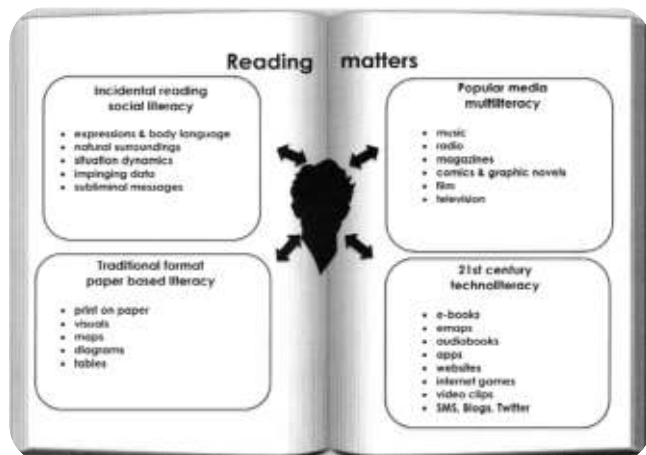 Reading matters
Incidental reading
social literacy
• expressions & body language
• natural surroundings
• situation dynamics
• impinging data
• subliminal messages
Popular media
multiliteracy
• music
• radio
• magazines
• comics & graphic novels
• film
• television
Traditional format
paper based literacy
• print on paper
• visuals
• maps
• diagrams
• tables
21st century
technoliteracy
• e-books
• emaps
• audiobooks
• apps
• websites
• internet games
• video clips
• SMS, Blogs, Twitter